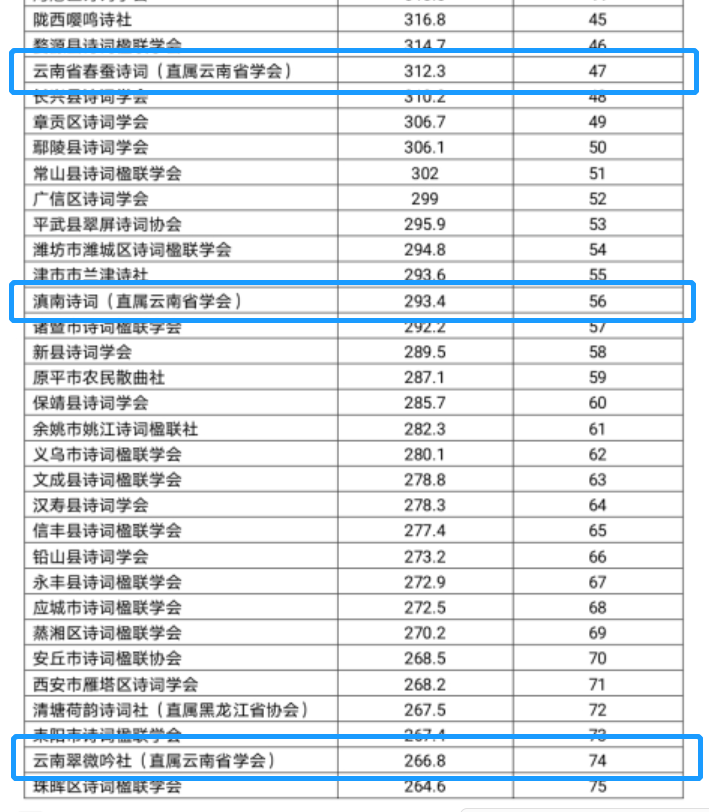 陇西嘤鸣诗社 316.8 45
婺源县诗词楹联学会 314.7 46
云南省春蚕诗词（直属云南省学会） 312.3 47
长兴县诗词学会 310.2 48
章贡区诗词学会 306.7 49
鄢陵县诗词学会 306.1 50
常山县诗词楹联学会 302 51
广信区诗词学会 299 52
平武县翠屏诗词协会 295.9 53
潍坊市潍城区诗词楹联学会 294.8 54
津市市兰津诗社 293.6 55
滇南诗词（直属云南省学会） 293.4 56
诸暨市诗词楹联学会 292.2 57
新县诗词学会 289.5 58
原平市农民散曲社 287.1 59
保靖县诗词学会 285.7 60
余姚市姚江诗词楹联社 282.3 61
义乌市诗词楹联学会 280.1 62
文成县诗词楹联学会 278.8 63
汉寿县诗词学会 278.3 64
信丰县诗词楹联学会 277.4 65
铅山县诗词学会 273.2 66
永丰县诗词楹联学会 272.9 67
应城市诗词楹联学会 272.5 68
蒸湘区诗词楹联学会 270.2 69
安丘市诗词楹联协会 268.5 70
西安市雁塔区诗词学会 268.2 71
清塘荷韵诗词社（直属黑龙江省协会） 267.5 72
耒阳市诗词楹联学会 267.4 73
云南翠微吟社（直属云南省学会） 266.8 74
珠晖区诗词楹联学会 264.6 75